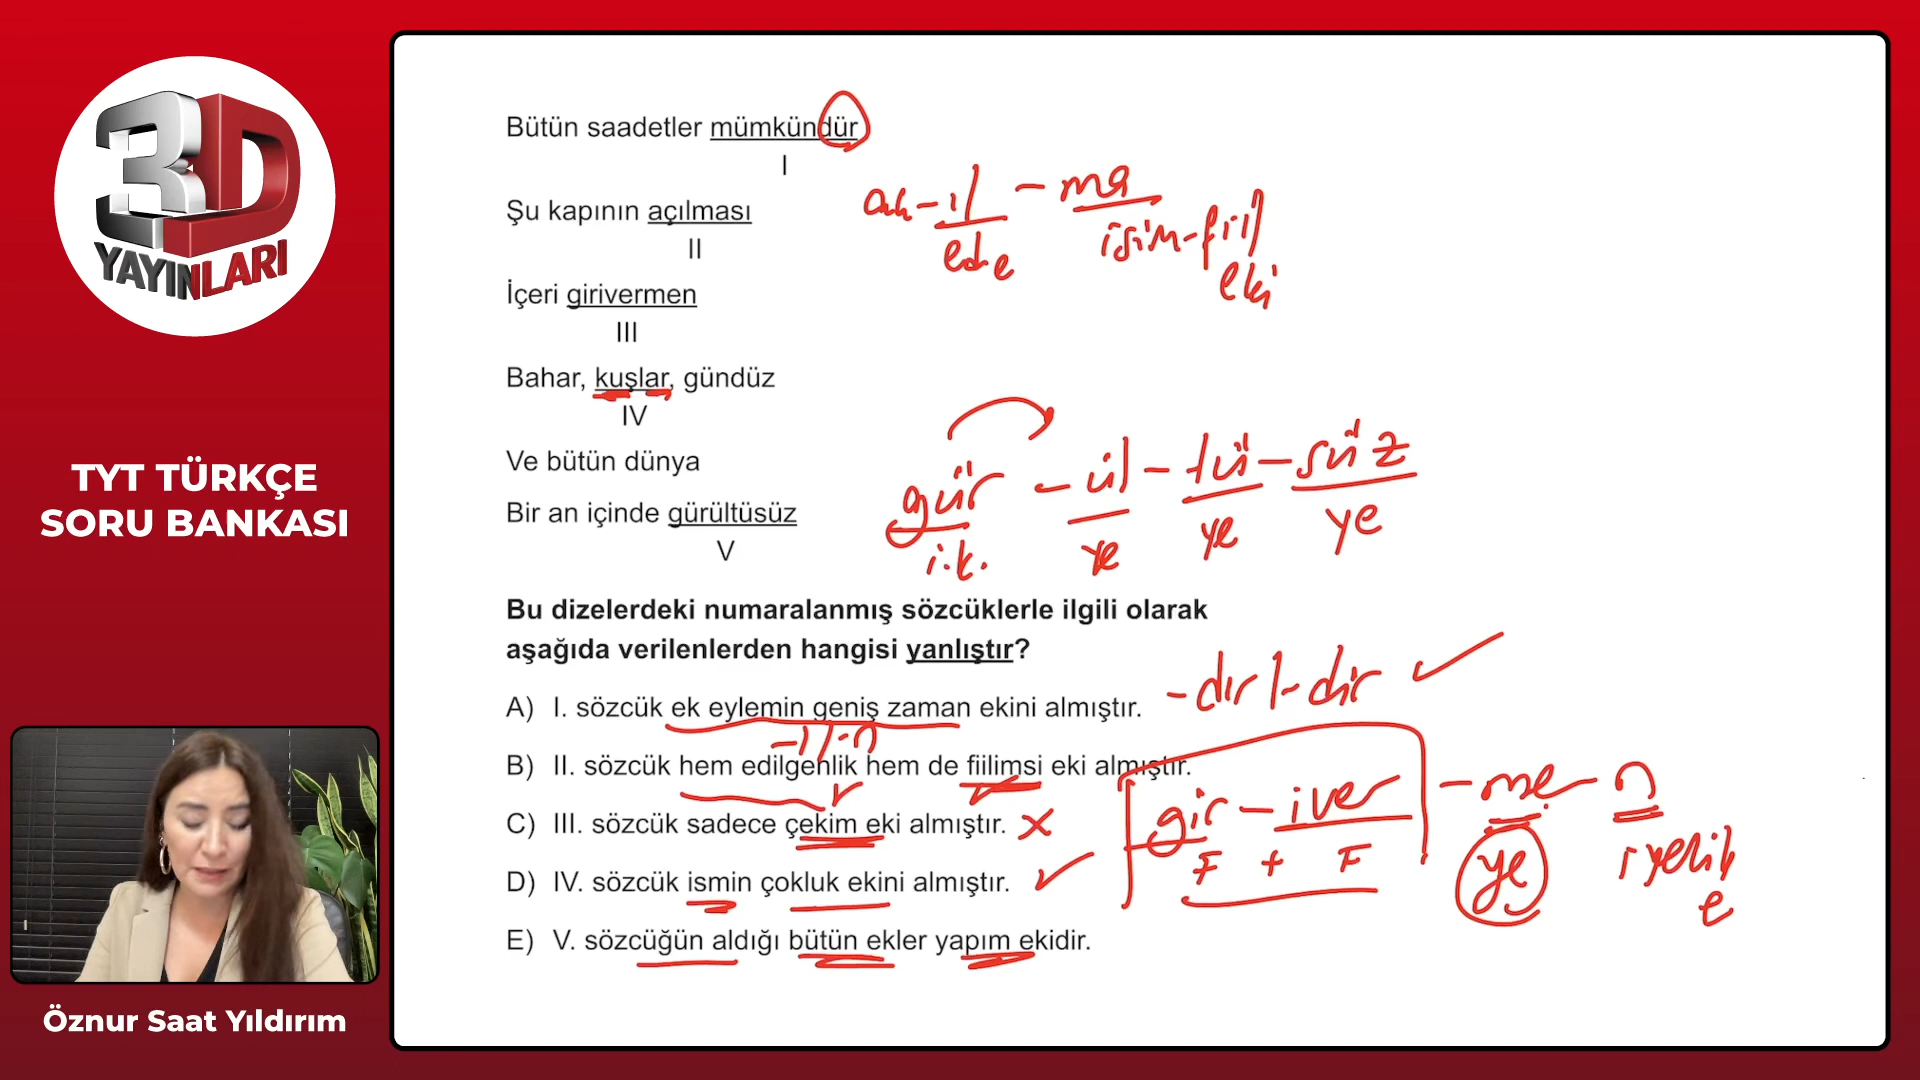 3D
YAYINLARI
TYT TÜRKÇE
SORU BANKASI
Öznur Saat Yıldırım
Bütün saadetler mümkündür
I
Şu kapının açılması
II
İçeri girivermen
III
Bahar, kuşlar, gündüz
IV
Ve bütün dünya
Bir an içinde gürültüsüz
V
-ıl -ma
ede isim-fiil
eki
gür -ül -tü -süz
i.k. ye ye ye
Bu dizelerdeki numaralanmış sözcüklerle ilgili olarak
aşağıda verilenlerden hangisi yanlıştır?
A) I. sözcük ek eylemin geniş zaman ekini almıştır. -dır/-dir
-ıl -n
B) II. sözcük hem edilgenlik hem de fiilimsi eki almıştır.
C) III. sözcük sadece çekim eki almıştır. X
gir -iver -me -n
F + F ye iyelik
e
D) IV. sözcük ismin çokluk ekini almıştır.
E) V. sözcüğün aldığı bütün ekler yapım ekidir.